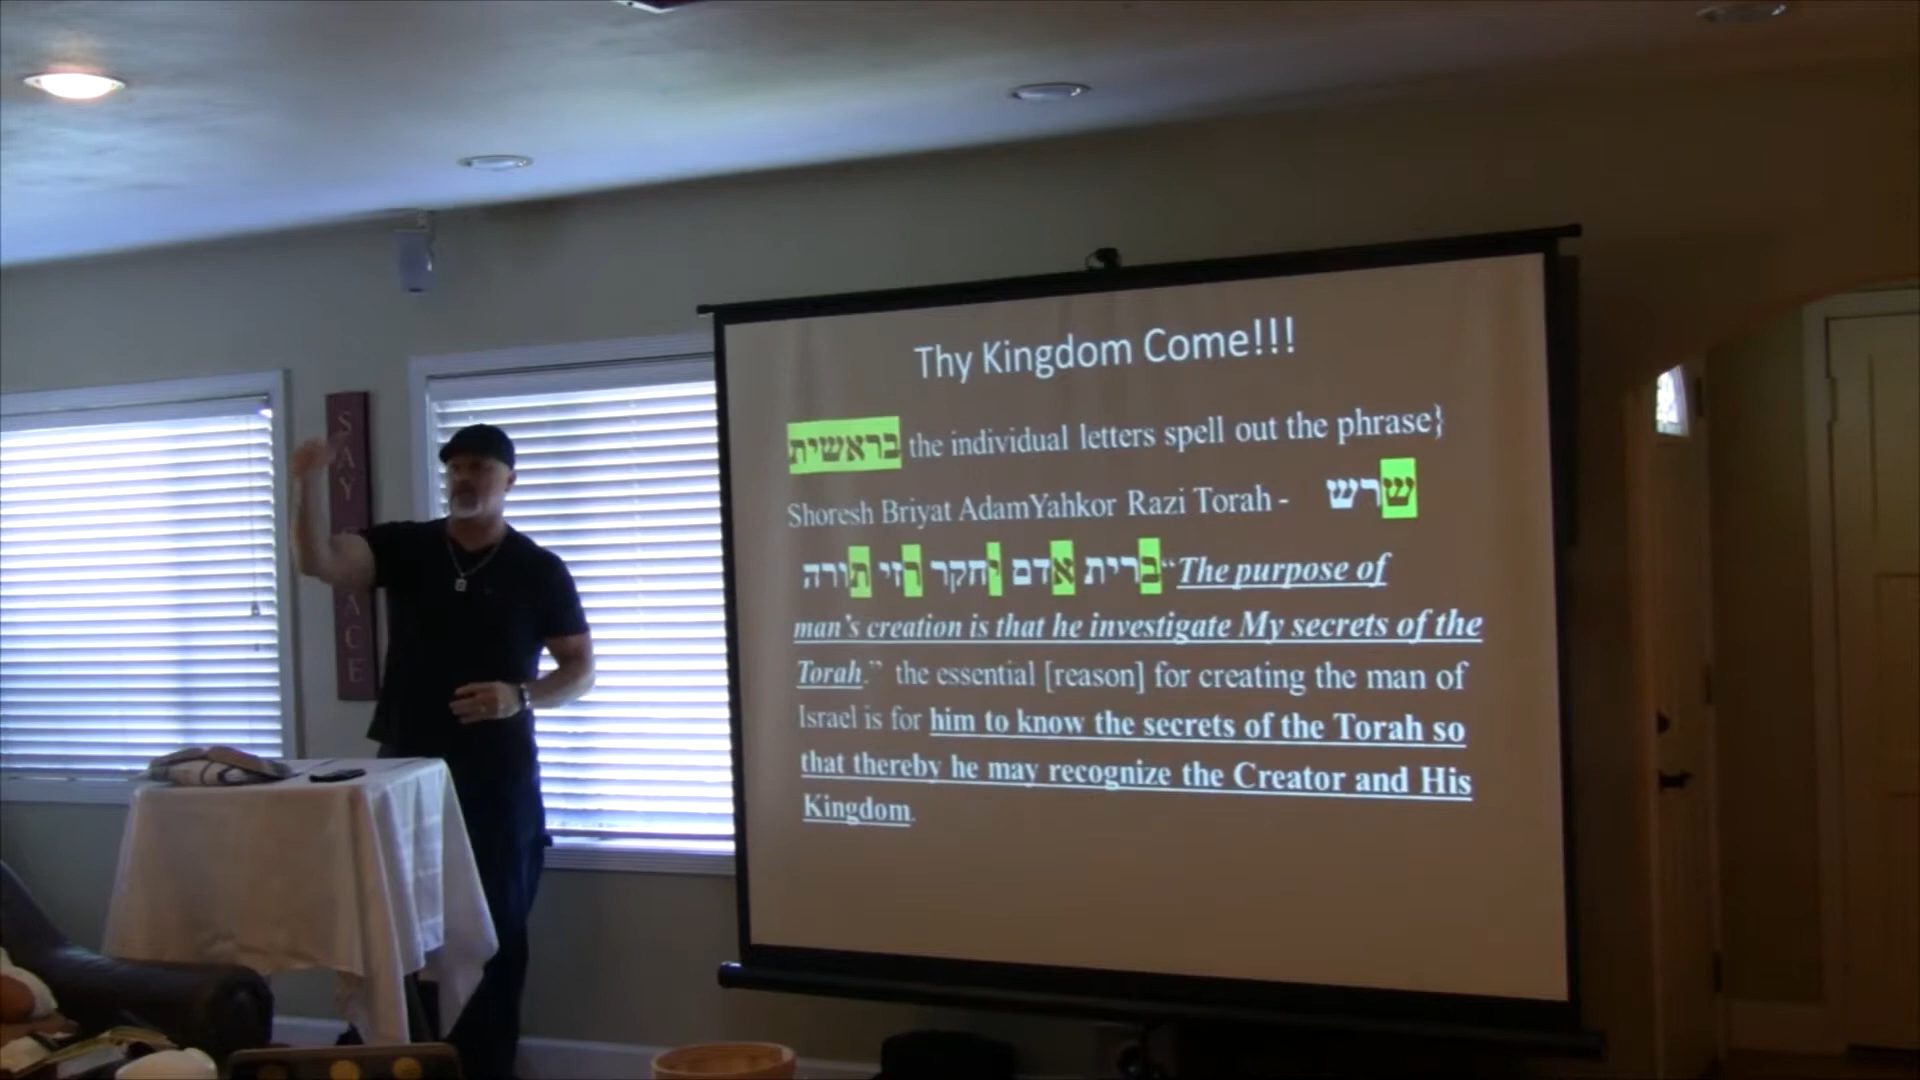 Thy Kingdom Come!!!
בראשית the individual letters spell out the phrase}
Shoresh Briyat AdamYahkor Razi Torah - שרש
ברית אדם יחקר רזי תורה “The purpose of
man’s creation is that he investigate My secrets of the
Torah.” the essential [reason] for creating the man of
Israel is for him to know the secrets of the Torah so
that thereby he may recognize the Creator and His
Kingdom.
SAY
ACE